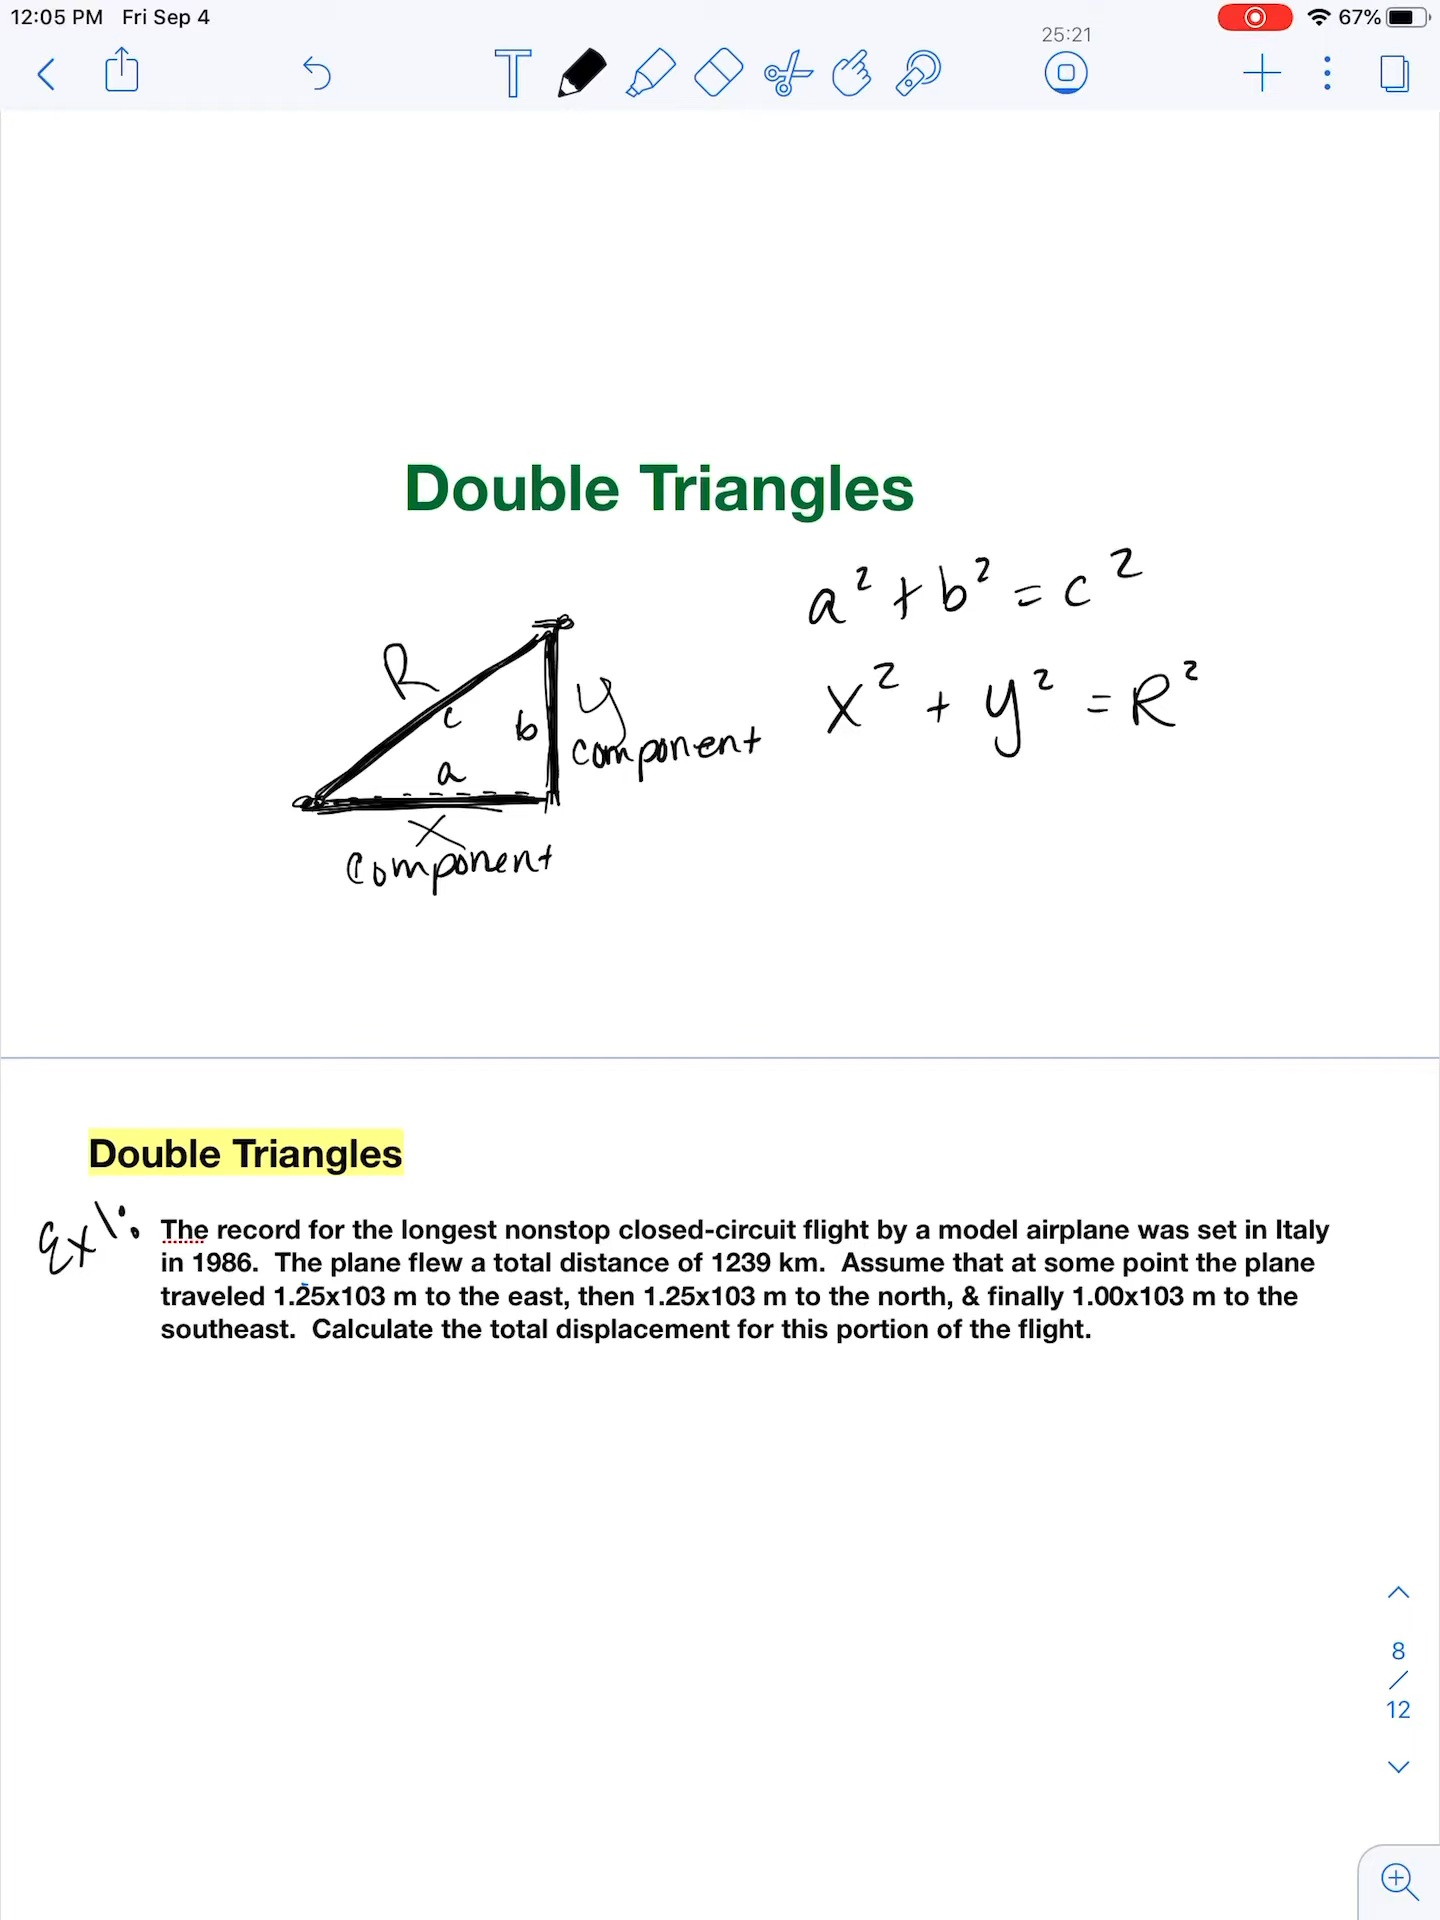 12:05 PM Fri Sep 4
67%
25:21
Double Triangles
a² + b² = c²
R
c
b
y
component
x² + y² = R²
a
x
component
Double Triangles
Ex 1:
The record for the longest nonstop closed-circuit flight by a model airplane was set in Italy
in 1986. The plane flew a total distance of 1239 km. Assume that at some point the plane
traveled 1.25x103 m to the east, then 1.25x103 m to the north, & finally 1.00x103 m to the
southeast. Calculate the total displacement for this portion of the flight.
8
/
12